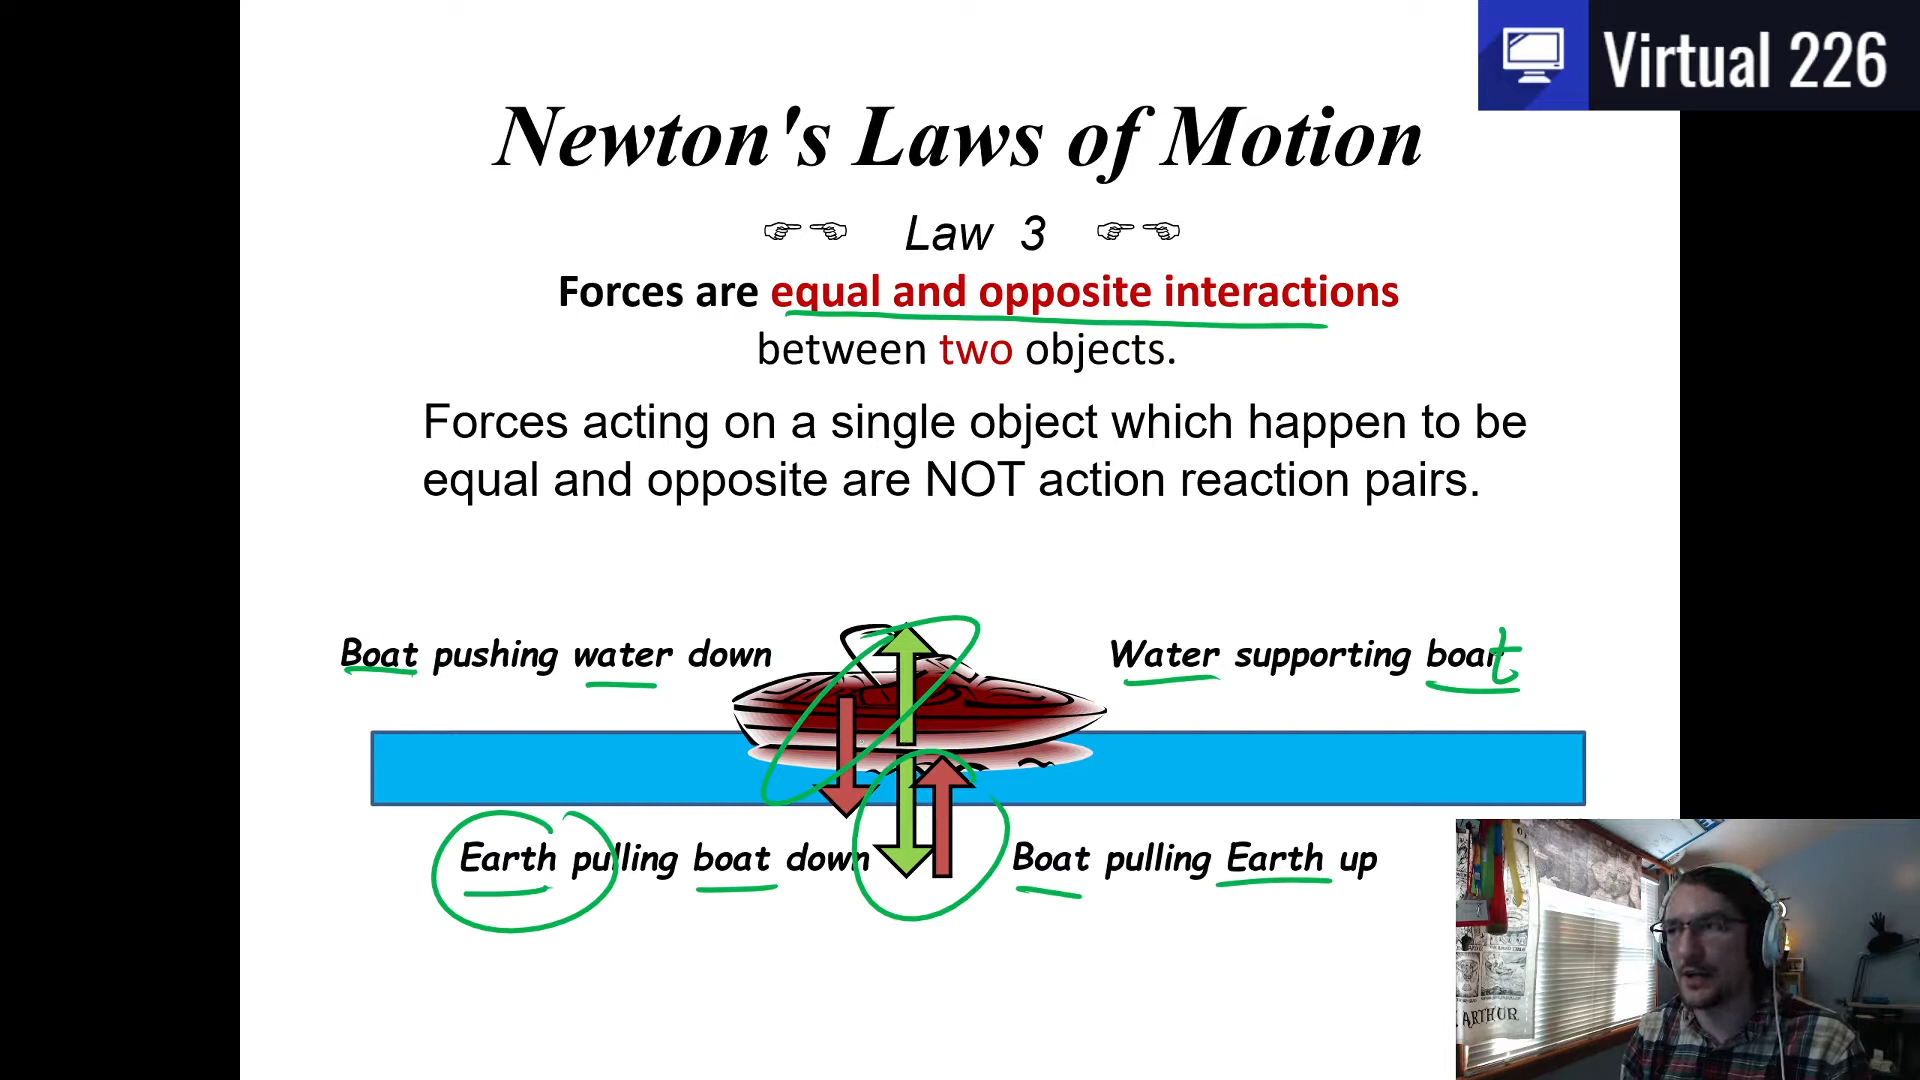 Virtual 226
Newton's Laws of Motion
Law 3
Forces are equal and opposite interactions
between two objects.
Forces acting on a single object which happen to be
equal and opposite are NOT action reaction pairs.
Boat pushing water down
Water supporting boat
Earth pulling boat down
Boat pulling Earth up
ARTHUR